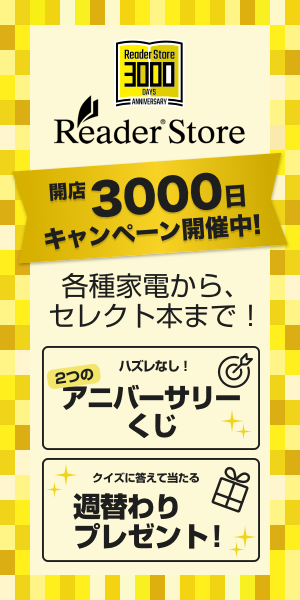 Reader Store
3000
DAYS
ANNIVERSARY
Reader® Store
開店3000日
キャンペーン開催中!
各種家電から、
セレクト本まで！
ハズレなし！
2つの
アニバーサリー
くじ
クイズに答えて当たる
週替わり
プレゼント!